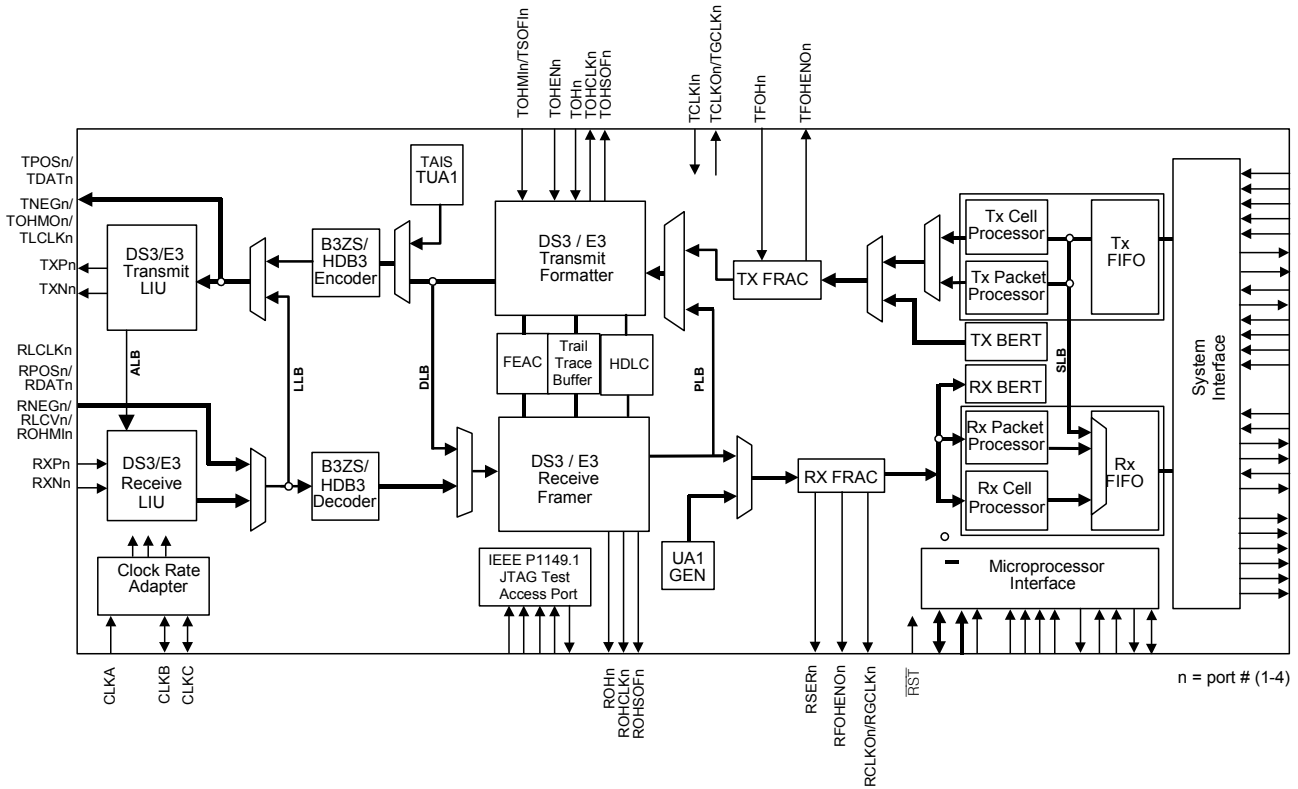 TOHMIn/TSOFIn
TOHENn
TOHn
TOHCLKn
TOHSOFn
TCLKIn
TCLKOn/TGCLKn
TFOHn
TFOHENOn
TPOSn/
TDATn
TNEGn/
TOHMOn/
TLCLKn
TXPn
TXNn
RLCLKn
RPOSn/
RDATn
RNEGn/
RLCVn/
ROHMIn
RXPn
RXNn
DS3/E3
Transmit
LIU
ALB
DS3/E3
Receive
LIU
Clock Rate
Adapter
CLKA
CLKB
CLKC
LLB
TAIS
TUA1
B3ZS/
HDB3
Encoder
B3ZS/
HDB3
Decoder
DLB
DS3 / E3
Transmit
Formatter
FEAC
Trail
Trace
Buffer
HDLC
DS3 / E3
Receive
Framer
IEEE P1149.1
JTAG Test
Access Port
ROHn
ROHCLKn
ROHSOFn
PLB
UA1
GEN
TX FRAC
RX FRAC
RSERn
RFOHENOn
RCLKOn/RGCLKn
Tx Cell
Processor
Tx Packet
Processor
Tx
FIFO
TX BERT
RX BERT
SLB
Rx Packet
Processor
Rx Cell
Processor
Rx
FIFO
Microprocessor
Interface
System
Interface
RST
n = port # (1-4)